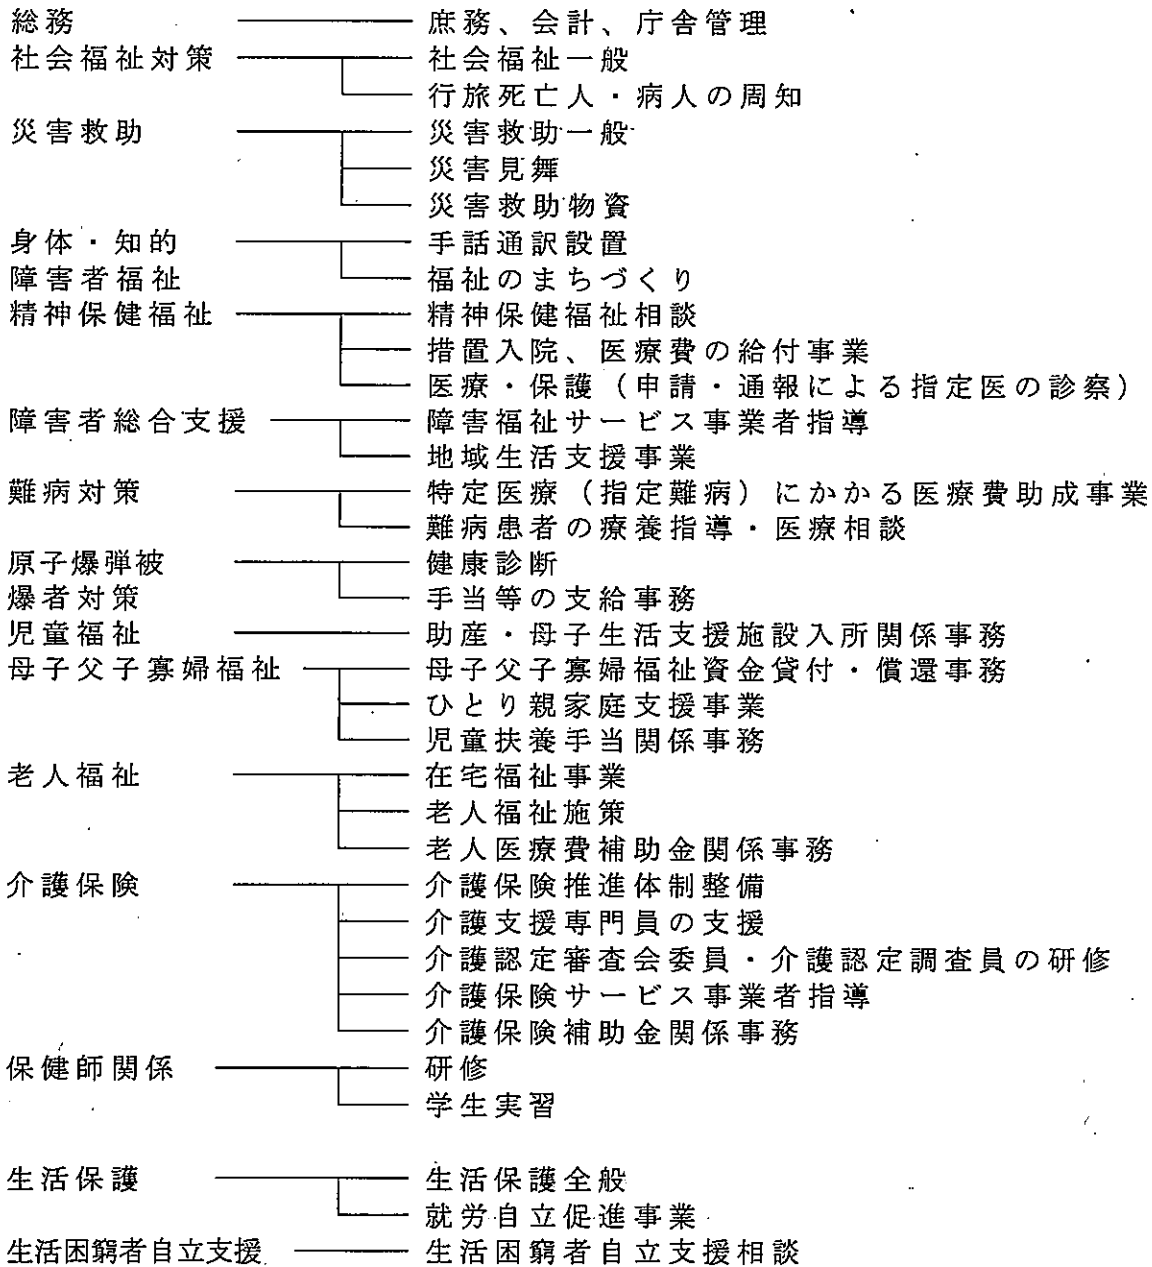 総務 庶務、会計、庁舎管理
社会福祉対策 社会福祉一般
行旅死亡人・病人の周知
災害救助 災害救助一般
災害見舞
災害救助物資
身体・知的 手話通訳設置
障害者福祉 福祉のまちづくり
精神保健福祉 精神保健福祉相談
措置入院、医療費の給付事業
医療・保護（申請・通報による指定医の診察）
障害者総合支援 障害福祉サービス事業者指導
地域生活支援事業
難病対策 特定医療（指定難病）にかかる医療費助成事業
難病患者の療養指導・医療相談
原子爆弾被 健康診断
爆者対策 手当等の支給事務
児童福祉 助産・母子生活支援施設入所関係事務
母子父子寡婦福祉 母子父子寡婦福祉資金貸付・償還事務
ひとり親家庭支援事業
児童扶養手当関係事務
老人福祉 在宅福祉事業
老人福祉施策
老人医療費補助金関係事務
介護保険 介護保険推進体制整備
介護支援専門員の支援
介護認定審査会委員・介護認定調査員の研修
介護保険サービス事業者指導
介護保険補助金関係事務
保健師関係 研修
学生実習
生活保護 生活保護全般
就労自立促進事業
生活困窮者自立支援 生活困窮者自立支援相談